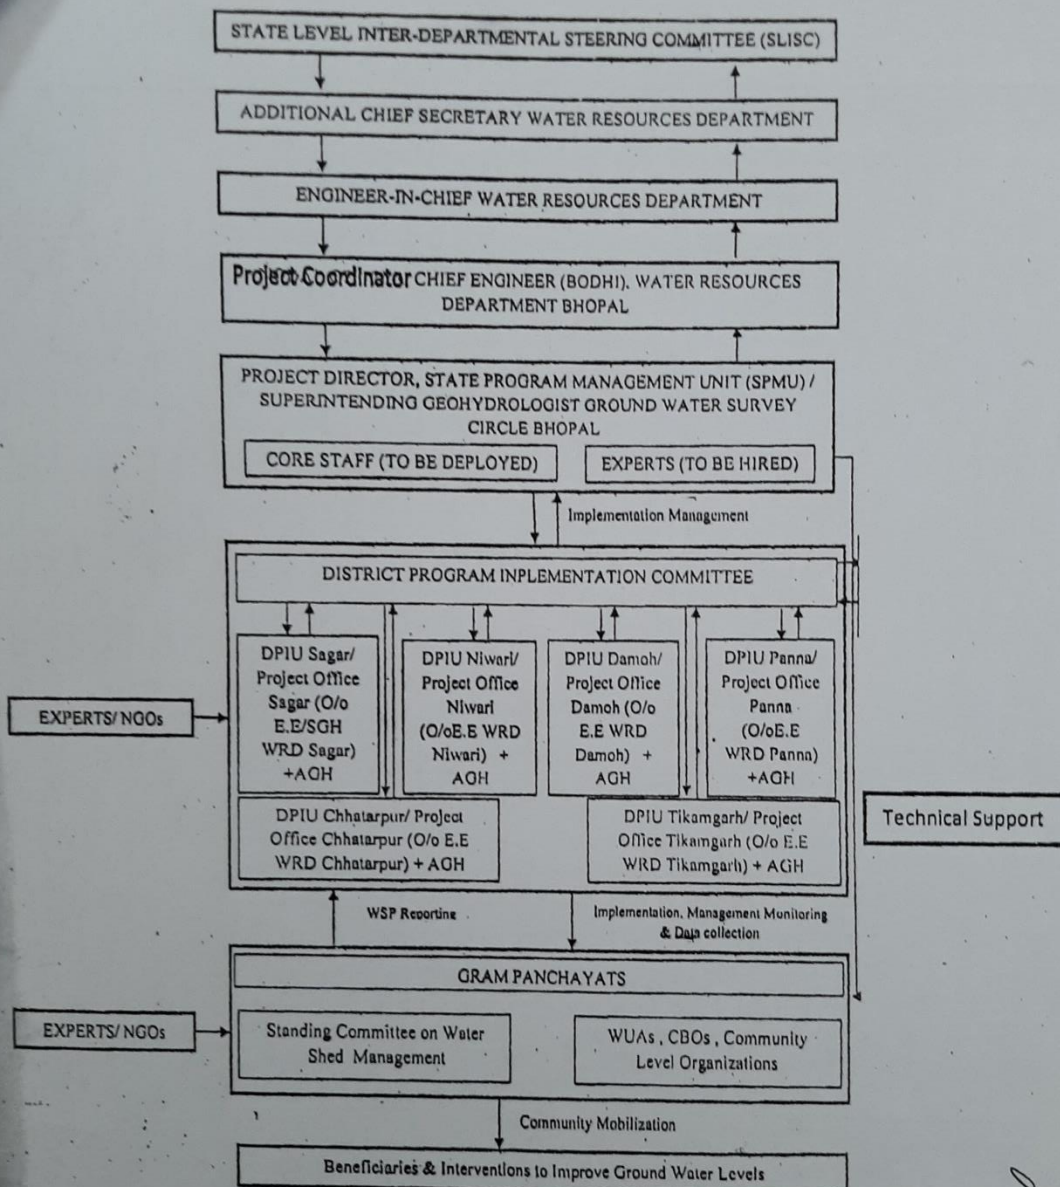 STATE LEVEL INTER-DEPARTMENTAL STEERING COMMITTEE (SLISC)
ADDITIONAL CHIEF SECRETARY WATER RESOURCES DEPARTMENT
ENGINEER-IN-CHIEF WATER RESOURCES DEPARTMENT
Project Coordinator CHIEF ENGINEER (BODHI). WATER RESOURCES
DEPARTMENT BHOPAL
PROJECT DIRECTOR, STATE PROGRAM MANAGEMENT UNIT (SPMU) /
SUPERINTENDING GEOHYDROLOGIST GROUND WATER SURVEY
CIRCLE BHOPAL
CORE STAFF (TO BE DEPLOYED)
EXPERTS (TO BE HIRED)
Implementation Management
DISTRICT PROGRAM INPLEMENTATION COMMITTEE
DPIU Sagar/
Project Office
Sagar (O/o
E.E/SGH
WRD Sagar)
+AGH
DPIU Niwari/
Project Office
Niwari
(O/oE.E WRD
Niwari) +
AGH
DPIU Damoh/
Project Office
Damoh (O/o
E.E WRD
Damoh) +
AGH
DPIU Panna/
Project Office
Panna
(O/oE.E
WRD Panna)
+AGH
EXPERTS/ NGOs
DPIU Chhatarpur/ Project
Office Chhatarpur (O/o E.E
WRD Chhatarpur) + AGH
DPIU Tikamgarh/ Project
Office Tikamgarh (O/o E.E
WRD Tikamgarh) + AGH
Technical Support
WSP Reporting
Implementation, Management Monitoring
& Data collection
GRAM PANCHAYATS
EXPERTS/ NGOs
Standing Committee on Water
Shed Management
WUAs, CBOs, Community
Level Organizations
Community Mobilization
Beneficiaries & Interventions to Improve Ground Water Levels